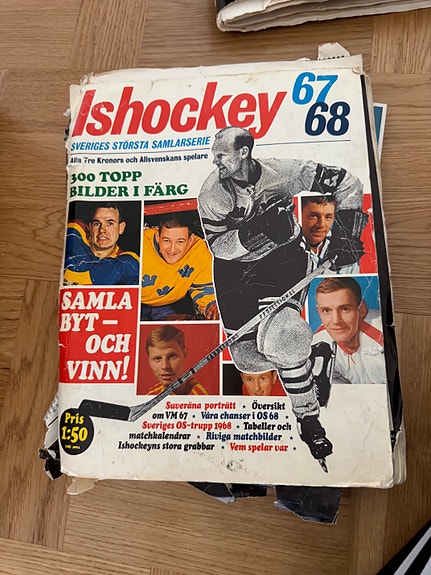 Ishockey 67
68
SVERIGES STÖRSTA SAMLARSERIE
Alla Tre Kronors och Allsvenskans spelare
300 TOPP
BILDER I FÄRG
SAMLA
BYT –
OCH
VINN!
Pris
1:50
Suveräna porträtt • Översikt
om VM 67 • Våra chanser i OS 68 •
Sveriges OS-trupp 1968 • Tabeller och
matchkalendrar • Riviga matchbilder •
Ishockeyns stora grabbar • Vem spelar var •